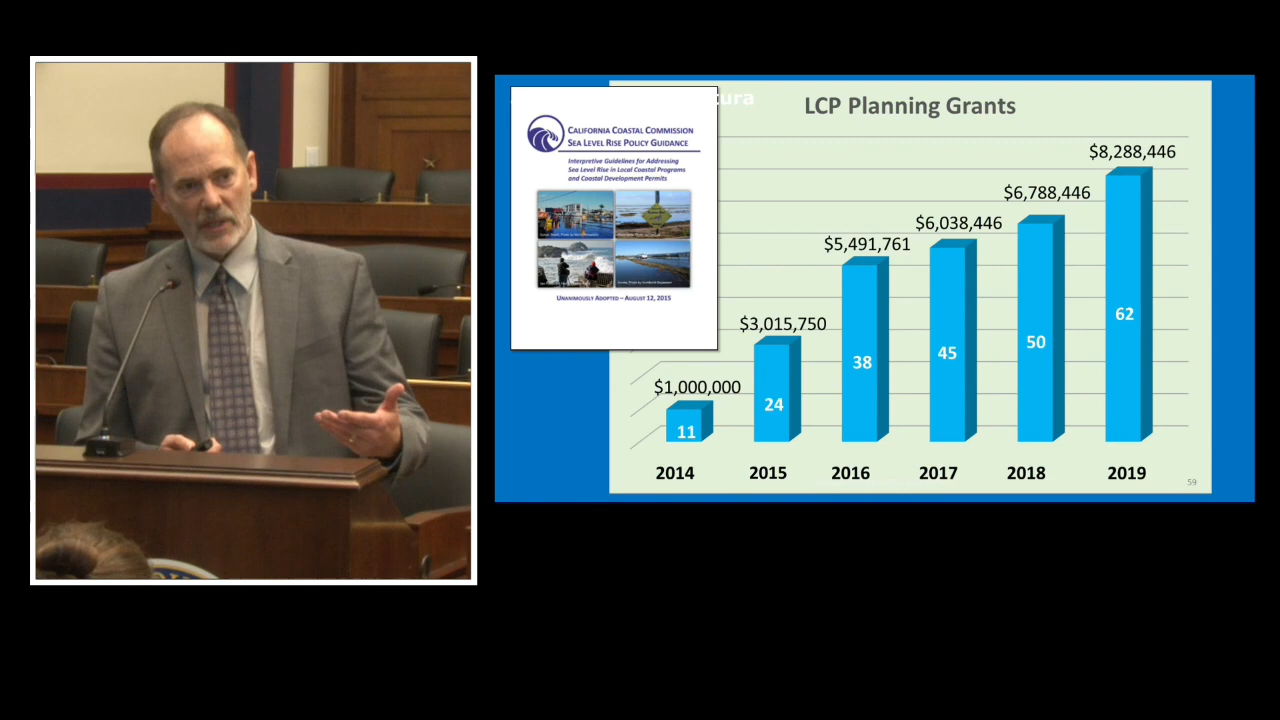 tura
LCP Planning Grants
CALIFORNIA COASTAL COMMISSION
SEA LEVEL RISE POLICY GUIDANCE
Interpretive Guidelines for Addressing
Sea Level Rise in Local Coastal Programs
and Coastal Development Permits
UNANIMOUSLY ADOPTED – AUGUST 12, 2015
$1,000,000
$3,015,750
$5,491,761
$6,038,446
$6,788,446
$8,288,446
11
24
38
45
50
62
2014
2015
2016
2017
2018
2019
59